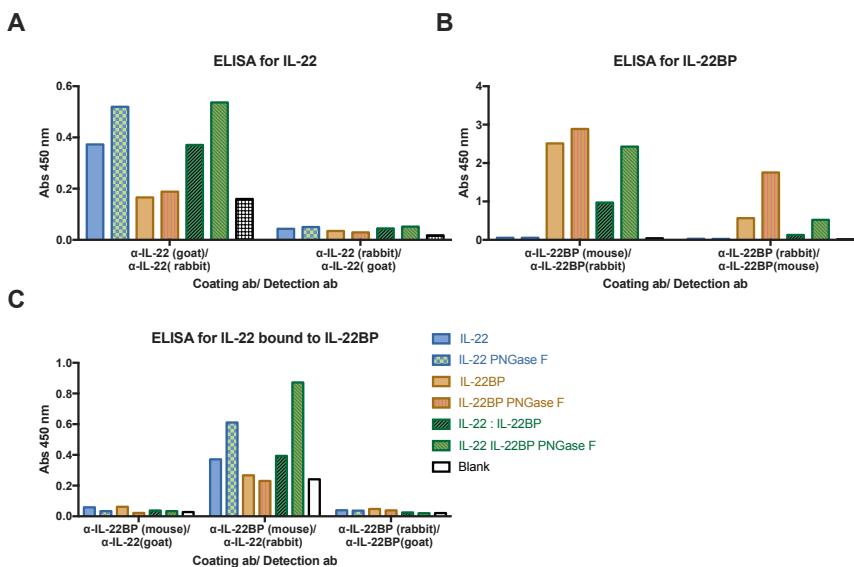 A
ELISA for IL-22
Abs 450 nm
0.6
0.4
0.2
0.0
α-IL-22 (goat)/
α-IL-22( rabbit)
α-IL-22 (rabbit)/
α-IL-22( goat)
Coating ab/ Detection ab
B
ELISA for IL-22BP
Abs 450 nm
4
3
2
1
0
α-IL-22BP (mouse)/
α-IL-22BP(rabbit)
α-IL-22BP (rabbit)/
α-IL-22BP(mouse)
Coating ab/ Detection ab
C
ELISA for IL-22 bound to IL-22BP
Abs 450 nm
1.0
0.8
0.6
0.4
0.2
0.0
α-IL-22BP (mouse)/
α-IL-22(goat)
α-IL-22BP (mouse)/
α-IL-22(rabbit)
α-IL-22BP (rabbit)/
α-IL-22BP(goat)
Coating ab/ Detection ab
IL-22
IL-22 PNGase F
IL-22BP
IL-22BP PNGase F
IL-22 : IL-22BP
IL-22 IL-22BP PNGase F
Blank